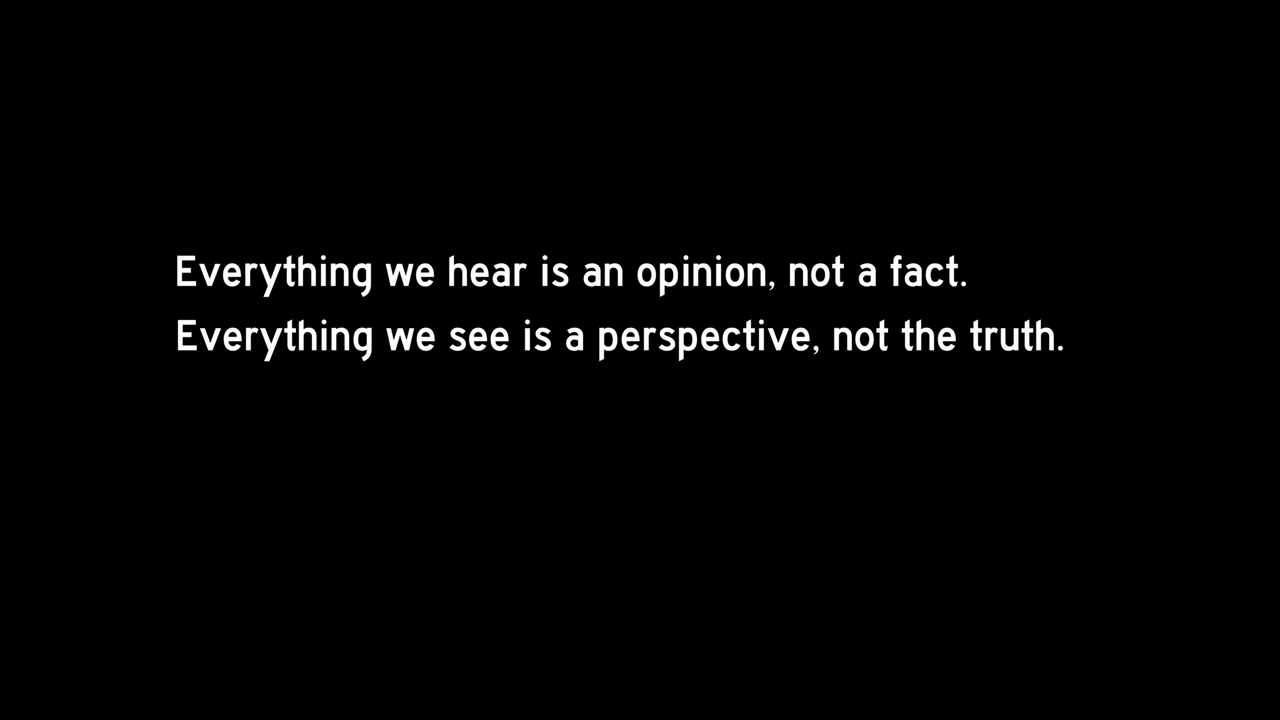 Everything we hear is an opinion, not a fact.
Everything we see is a perspective, not the truth.